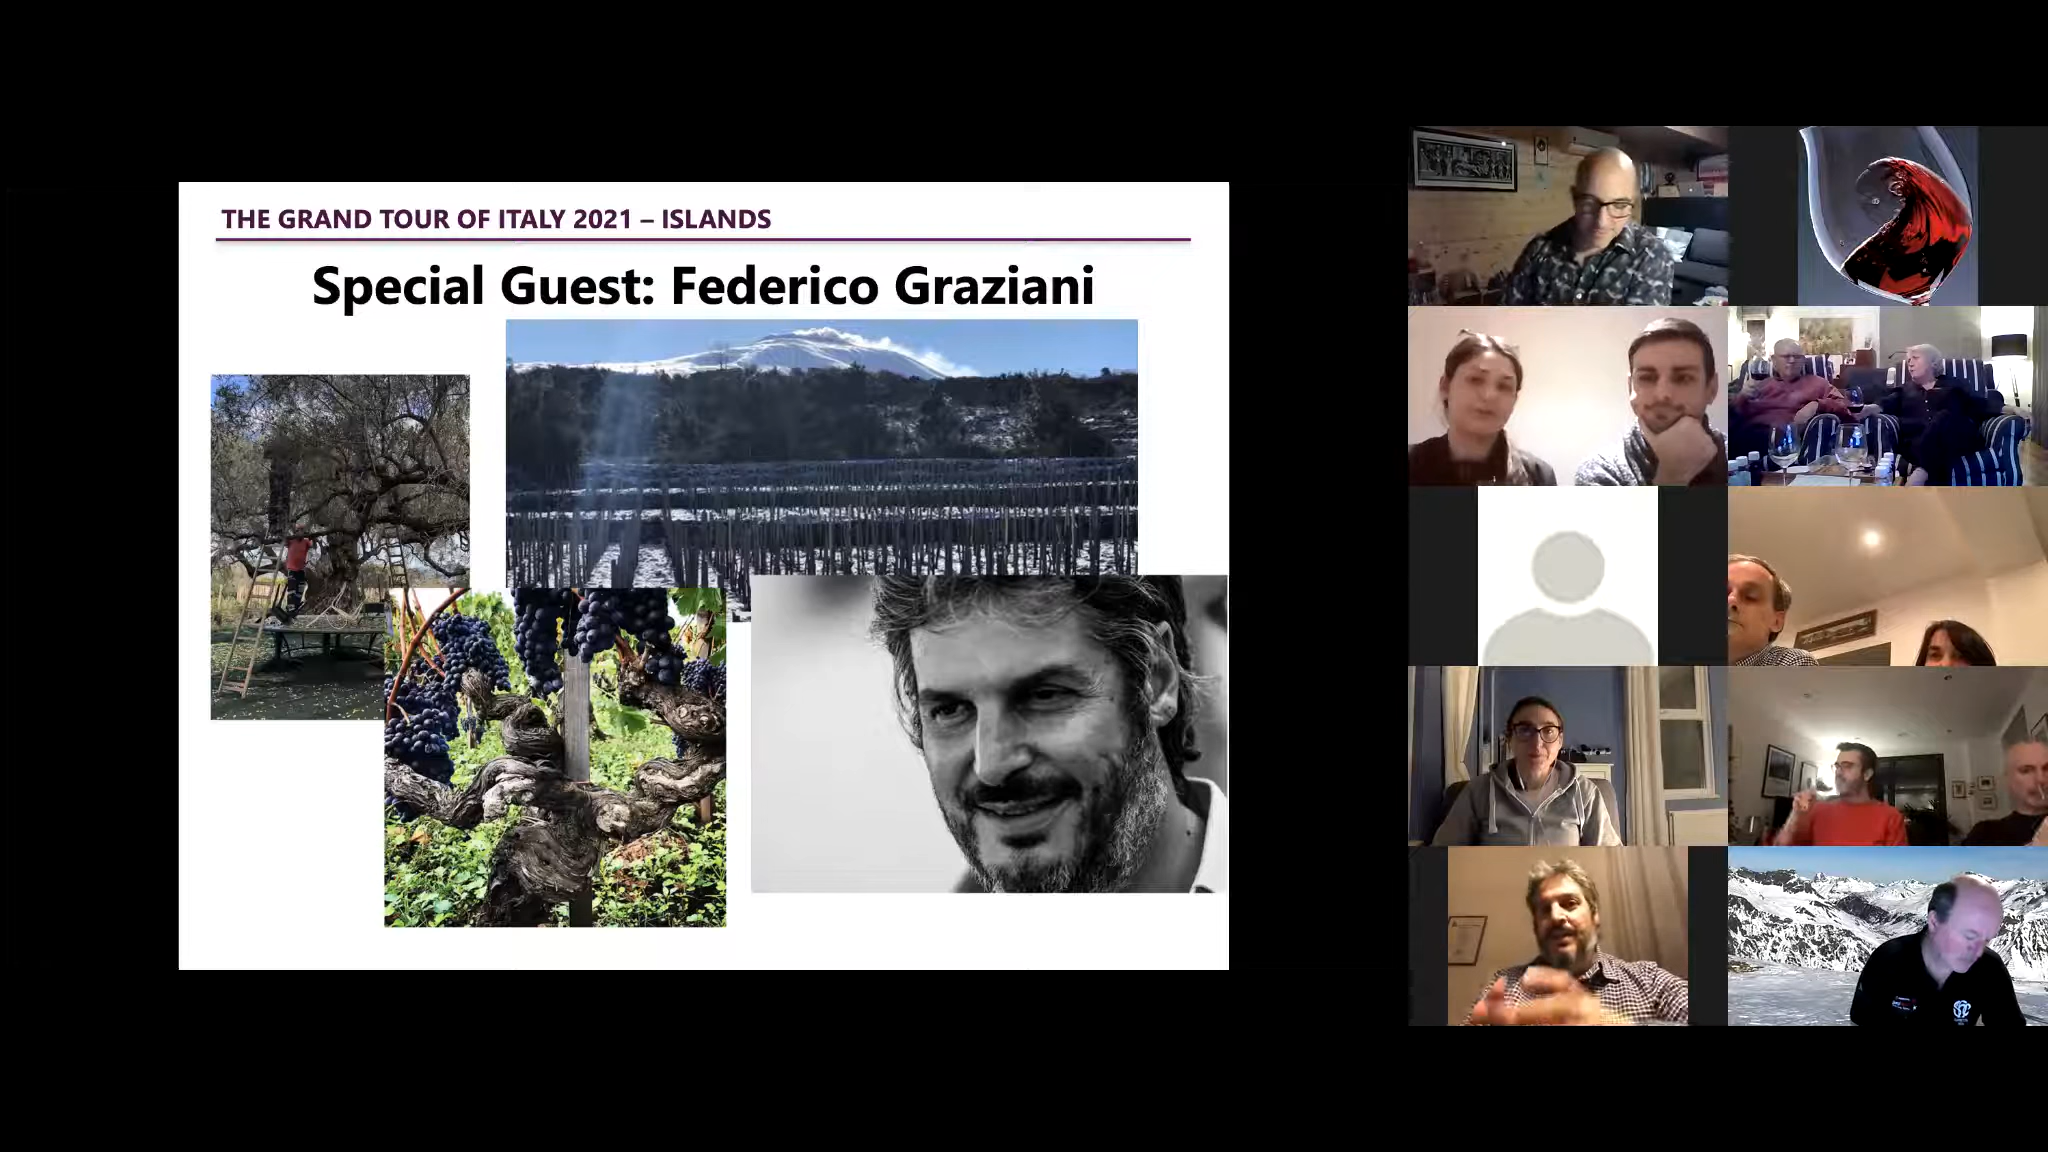 THE GRAND TOUR OF ITALY 2021 – ISLANDS
Special Guest: Federico Graziani